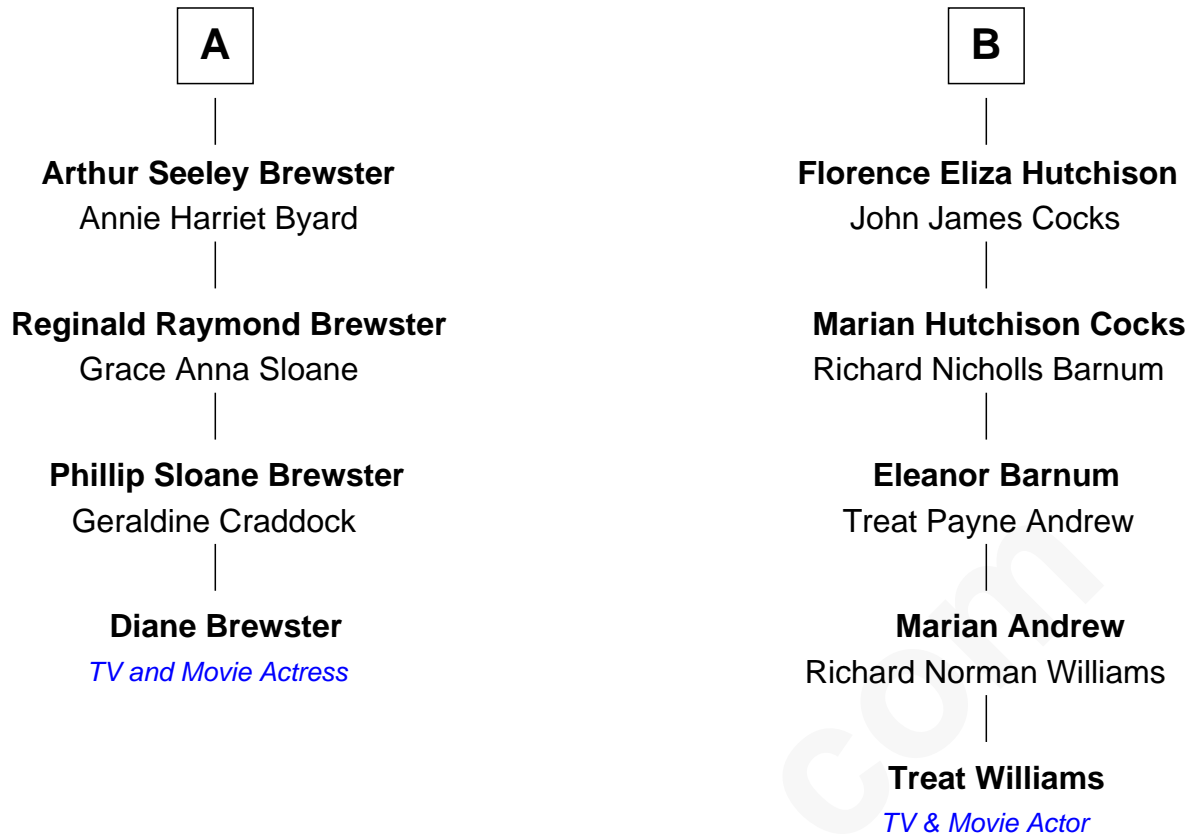 A
Arthur Seeley Brewster
Annie Harriet Byard
Reginald Raymond Brewster
Grace Anna Sloane
Phillip Sloane Brewster
Geraldine Craddock
Diane Brewster
TV and Movie Actress
B
Florence Eliza Hutchison
John James Cocks
Marian Hutchison Cocks
Richard Nicholls Barnum
Eleanor Barnum
Treat Payne Andrew
Marian Andrew
Richard Norman Williams
Treat Williams
TV & Movie Actor
com